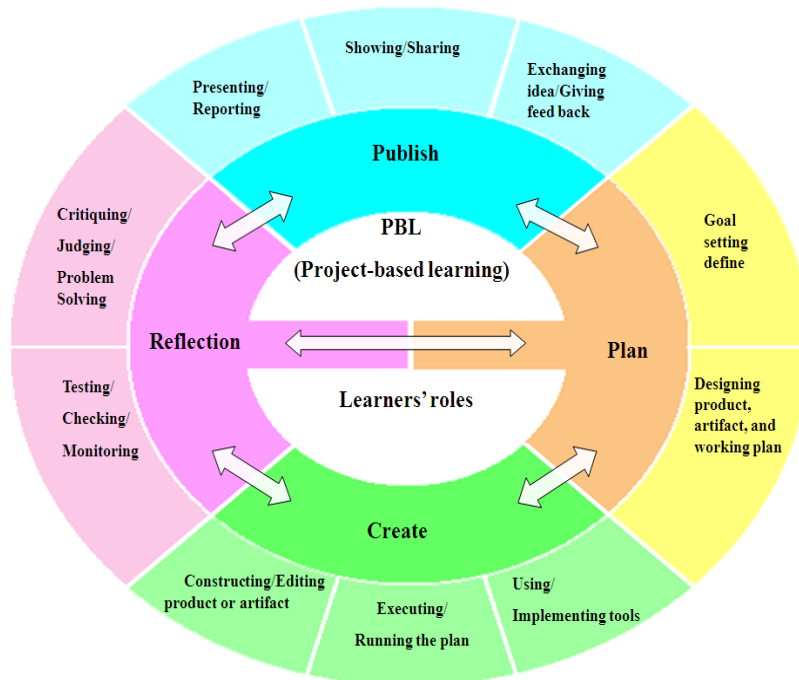 Showing/Sharing
Presenting/
Reporting
Exchanging
idea/Giving
feed back
Publish
PBL
(Project-based learning)
Critiquing/
Judging/
Problem
Solving
Goal
setting
define
Reflection
Plan
Learners' roles
Testing/
Checking/
Monitoring
Designing
product,
artifact, and
working plan
Create
Constructing/Editing
product or artifact
Executing/
Running the plan
Using/
Implementing tools